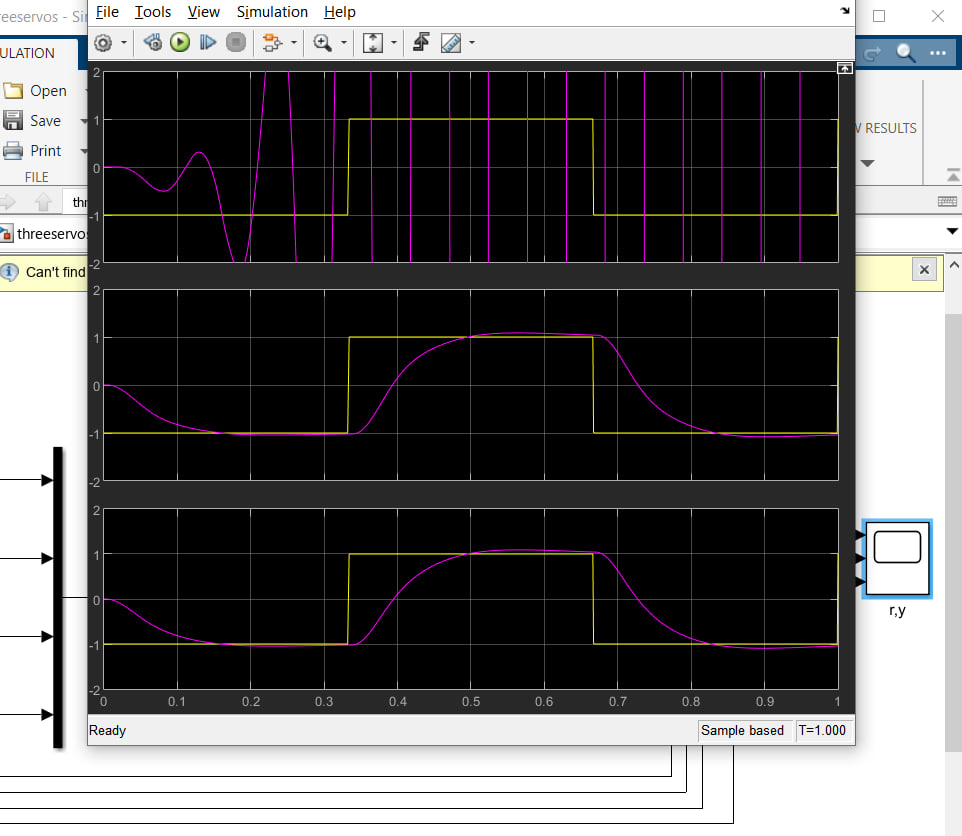 reeservos - Si
File Tools View Simulation Help
ULATION
Open
Save
Print
FILE
W RESULTS
thr
threeservos
Can't find
2
1
0
-1
-2
2
1
0
-1
-2
2
1
0
-1
-2
0 0.1 0.2 0.3 0.4 0.5 0.6 0.7 0.8 0.9 1
r,y
Ready Sample based T=1.000